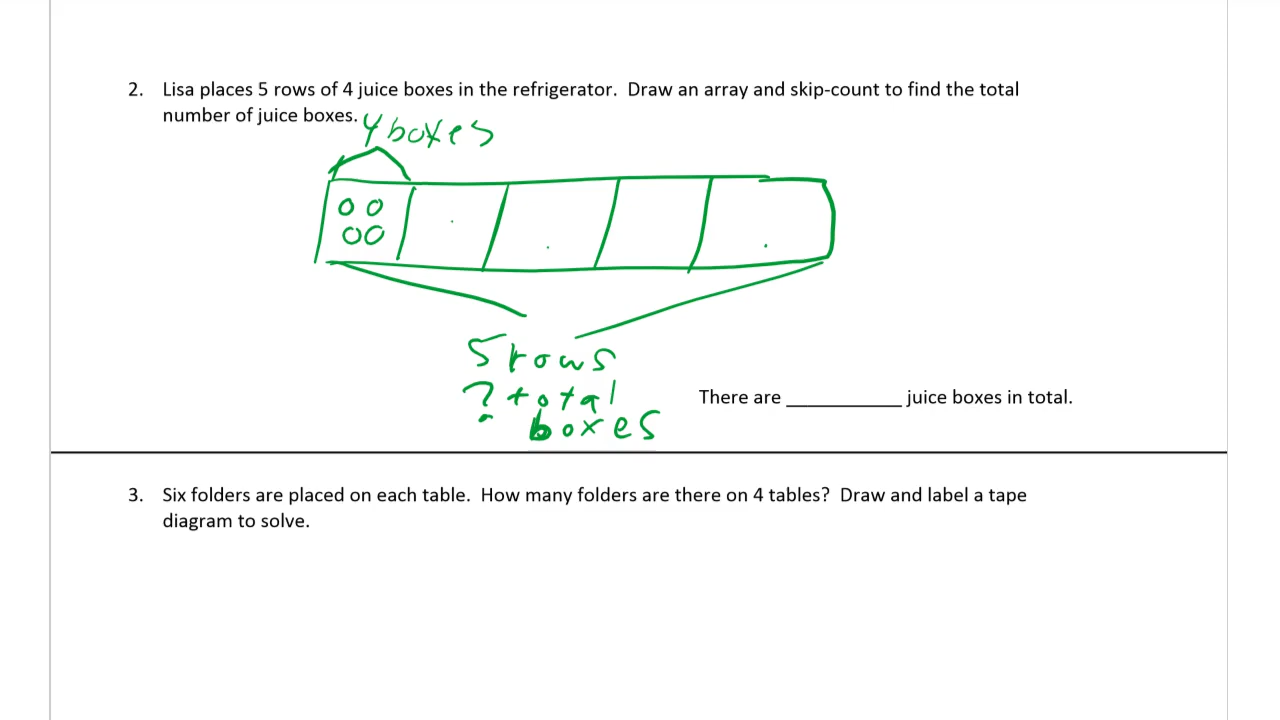 2. Lisa places 5 rows of 4 juice boxes in the refrigerator. Draw an array and skip-count to find the total
number of juice boxes.
4 boxes
5 rows
? total
boxes
There are ____________ juice boxes in total.
3. Six folders are placed on each table. How many folders are there on 4 tables? Draw and label a tape
diagram to solve.